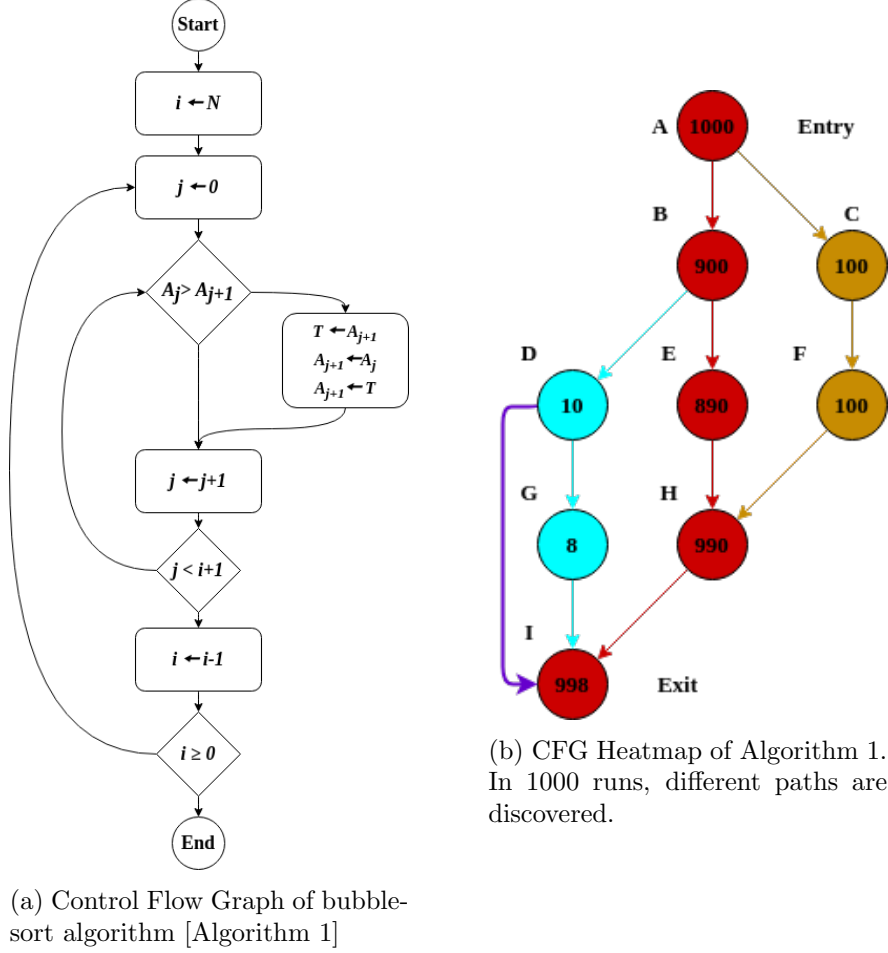 Start
i ←N
j ←0
Aj> Aj+1
T ←Aj+1
Aj+1←Aj
Aj+1←T
j ←j+1
j < i+1
i ←i-1
i ≥ 0
End
(a) Control Flow Graph of bubble-
sort algorithm [Algorithm 1]
A 1000 Entry
B C
900 100
D E F
10 890 100
G H
8 990
I
998 Exit
(b) CFG Heatmap of Algorithm 1.
In 1000 runs, different paths are
discovered.